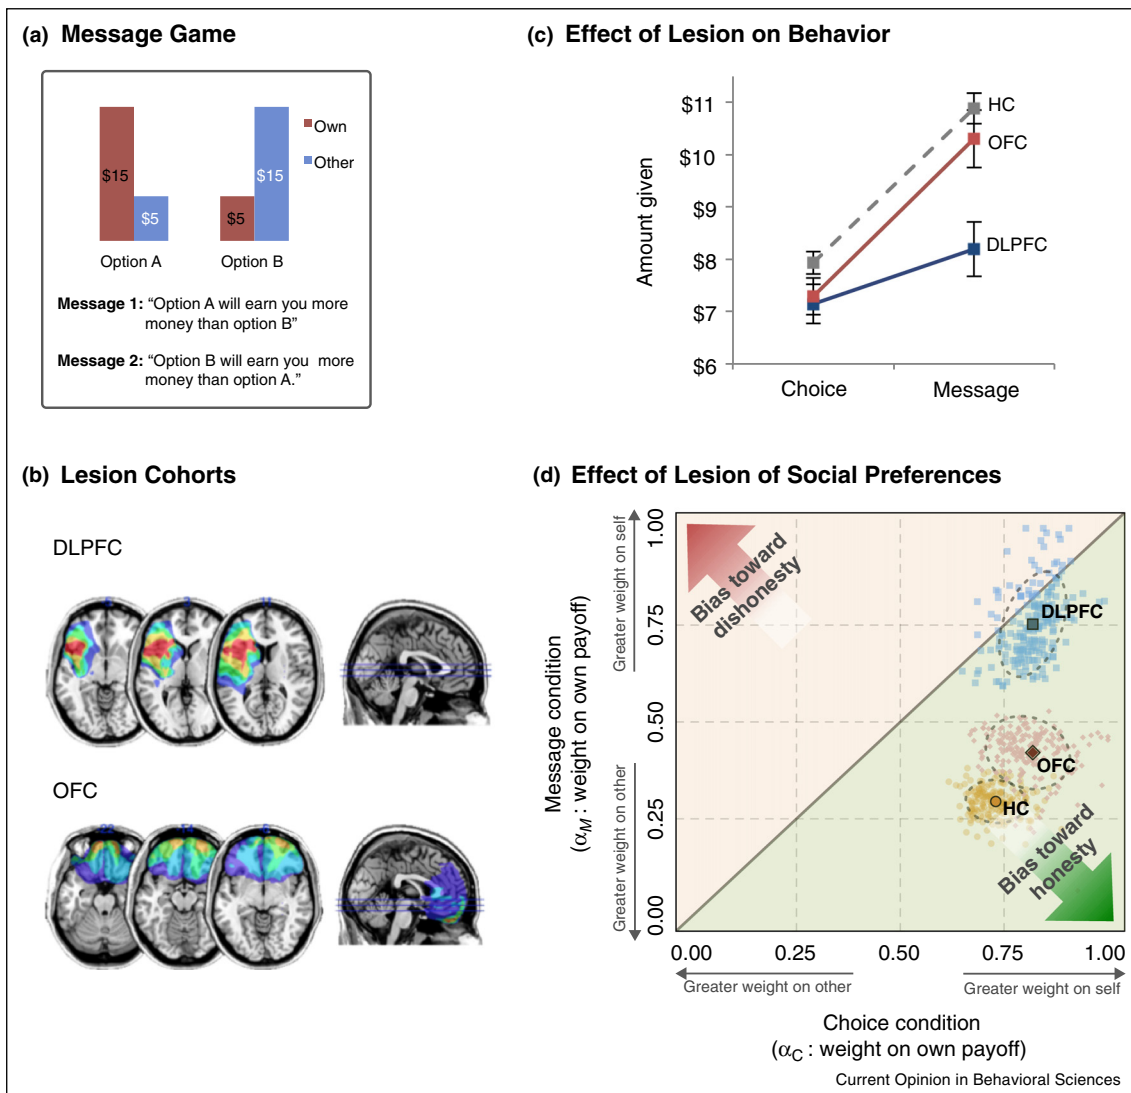 (a) Message Game
$15
$5
$5
$15
Own
Other
Option A
Option B
Message 1: “Option A will earn you more
money than option B”
Message 2: “Option B will earn you more
money than option A.”
(c) Effect of Lesion on Behavior
Amount given
$11
$10
$9
$8
$7
$6
HC
OFC
DLPFC
Choice
Message
(b) Lesion Cohorts
DLPFC
OFC
(d) Effect of Lesion of Social Preferences
Message condition
(αM : weight on own payoff)
Greater weight on self
Greater weight on other
1.00
0.75
0.50
0.25
0.00
Bias toward
dishonesty
DLPFC
OFC
HC
Bias toward
honesty
0.00
0.25
0.50
0.75
1.00
Greater weight on other
Greater weight on self
Choice condition
(αC : weight on own payoff)
Current Opinion in Behavioral Sciences